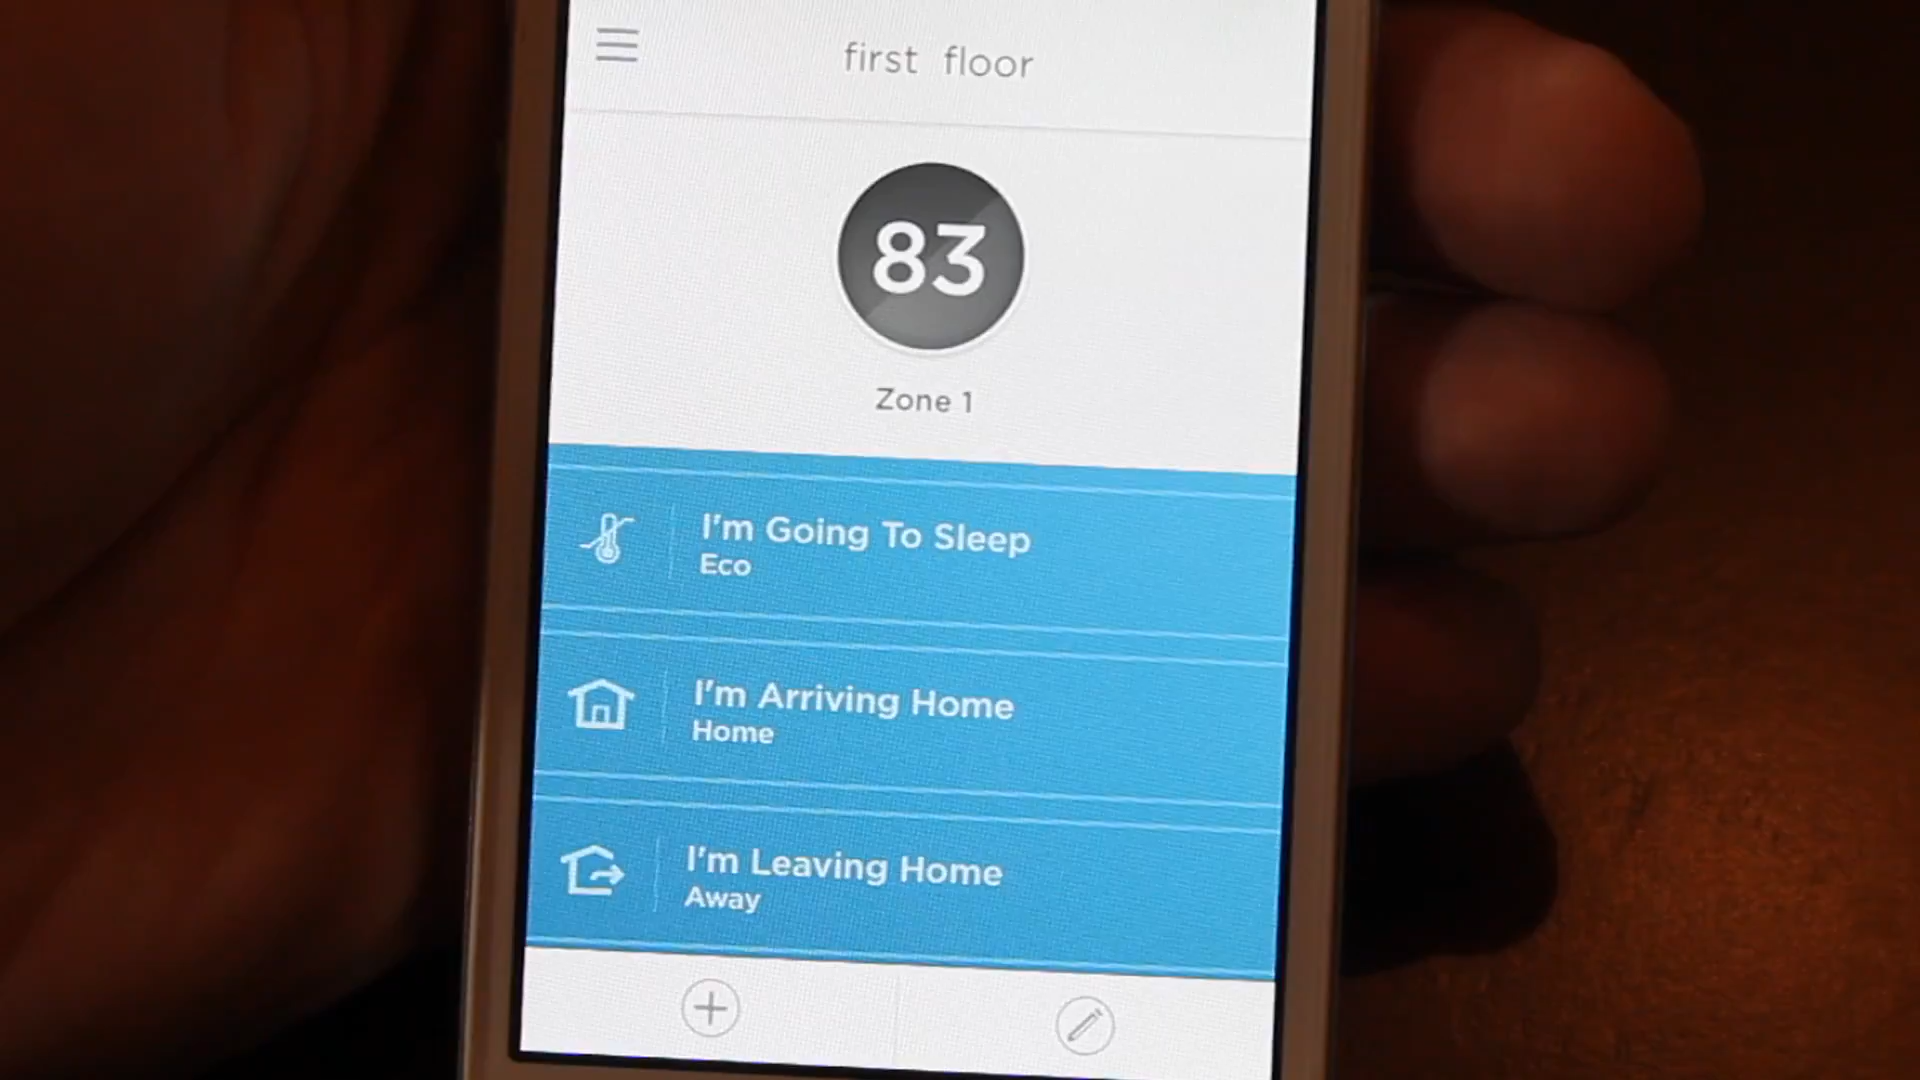 first floor
83
Zone 1
I'm Going To Sleep
Eco
I'm Arriving Home
Home
I'm Leaving Home
Away